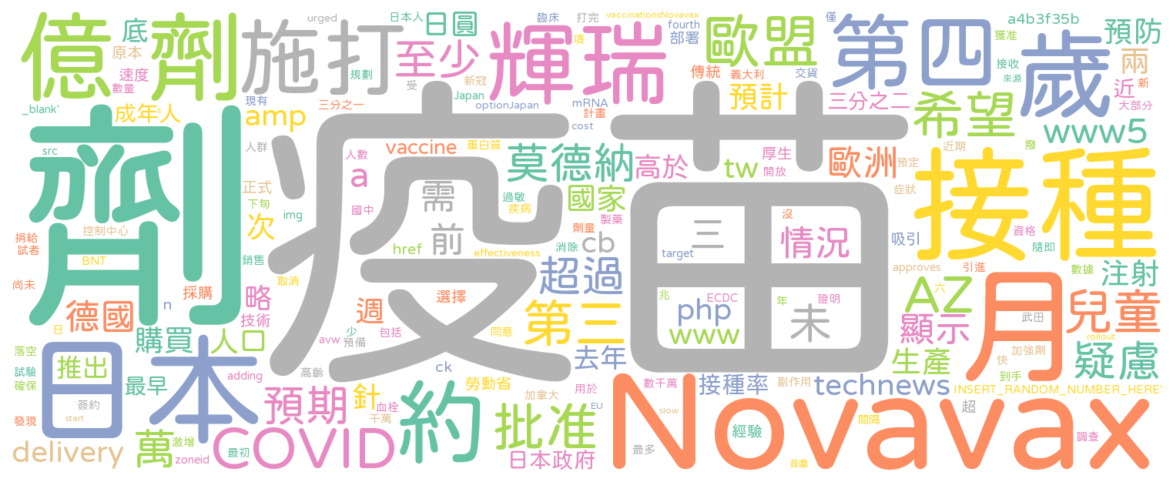 億 劑 施打 至少 日圓 輝瑞 歐盟 第四 歲 預防
底 原本 部署 兩
日本人 臨床 打完 vaccinationsNovavax fourth a4b3f35b 獲准
urged 項 僅 接收 來源
速度 數量 現有 規劃 受 新冠 傳統 義大利 交貨 近 新 大部分
_blank' 成年人 amp 三分之一 Japan optionJapan mRNA 計畫 預計 三分之二 希望 www5
src 人群 vaccine 蛋白質 cost 莫德納 高於 tw 厚生 開放 歐洲 近期 預定 撥
劑 疫苗 接種 月
正式 下旬 人數 a 需 過敏 疾病 國家 症狀 資格 隨即
捐給 試者 控制中心 次 img 國中 前 製藥 劑量 三 沒 情況 吸引
BNT 銷售 href effectiveness 消除 cb target approves 引進 數據 注射
尚未 採購 取消 選擇 超過 兆 ECDC 年 證明 AZ 六 兒童
德國 n 略 技術 週 第三 php www 未 顯示 武田
日 購買 人口 少 預備 包括 同意 去年 生產 快 加強劑 rollout 疑慮
落空 試驗 確保 推出 最早 avw 高齡 ck 勞動省 加拿大 用於 數千萬 接種率 副作用 technews 到手 INSERT_RANDOM_NUMBER_HERE'
日本 簽約 adding 預期 針 血栓 千萬 約 批准 EU Novavax 間隔 超
發現 start 萬 激增 COVID slow 經驗 調查
delivery zoneid 最初 日本政府 最多 首園